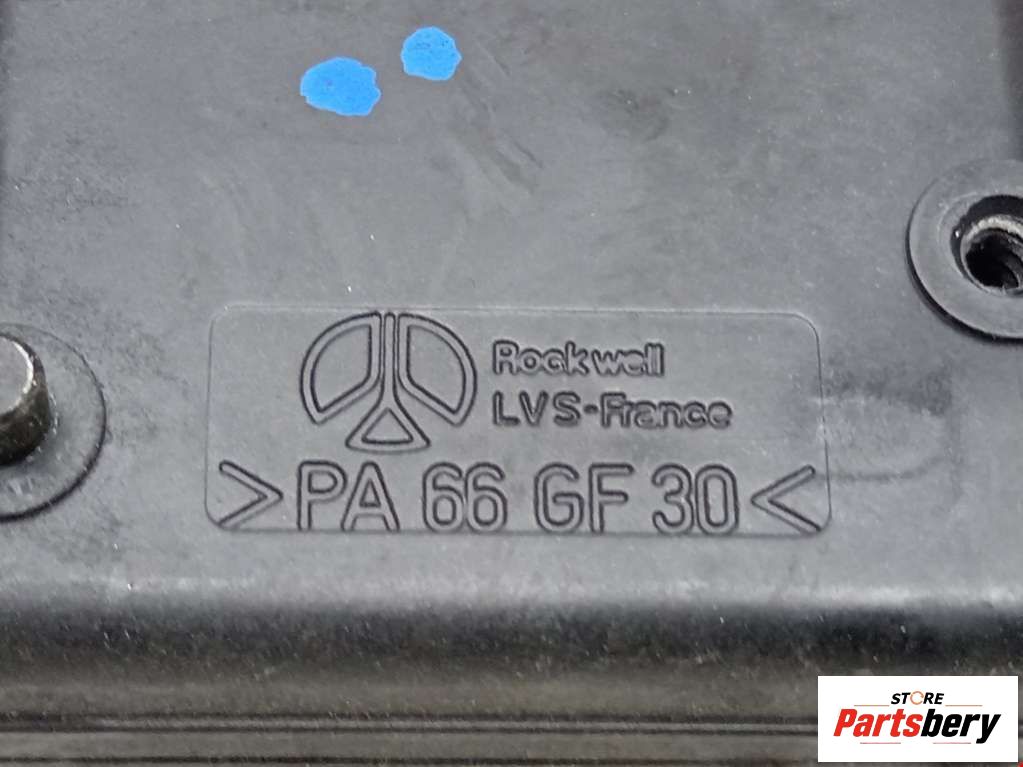 Rockwell
LVS-France
>PA 66 GF 30<
STORE
Partsbery